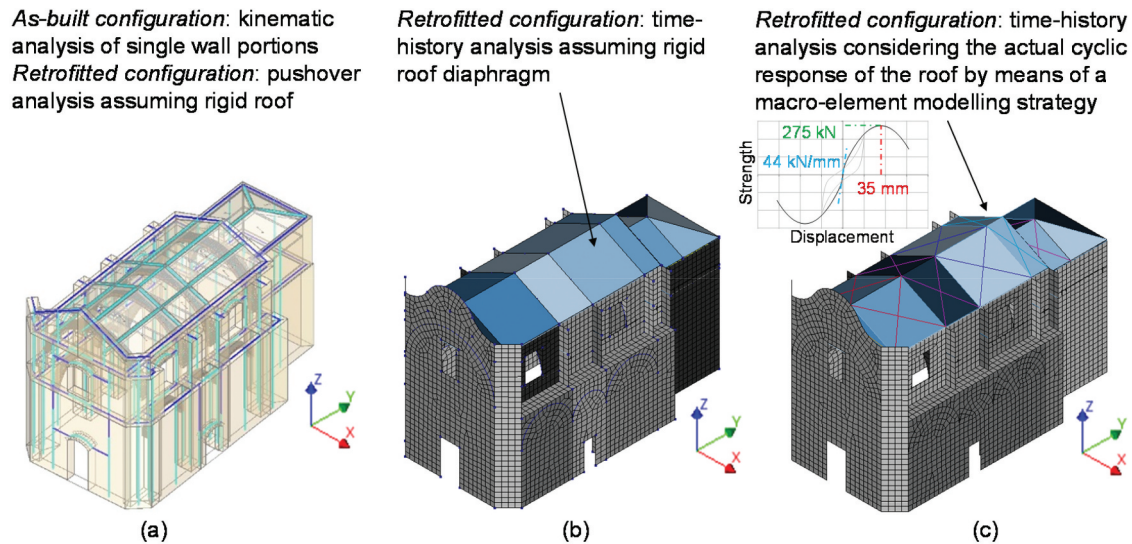 As-built configuration: kinematic
analysis of single wall portions
Retrofitted configuration: pushover
analysis assuming rigid roof
Retrofitted configuration: time-
history analysis assuming rigid
roof diaphragm
Retrofitted configuration: time-history
analysis considering the actual cyclic
response of the roof by means of a
macro-element modelling strategy
275 kN
44 kN/mm
35 mm
Strength
Displacement
Z
Y
X
Z
Y
X
Z
Y
X
(a)
(b)
(c)